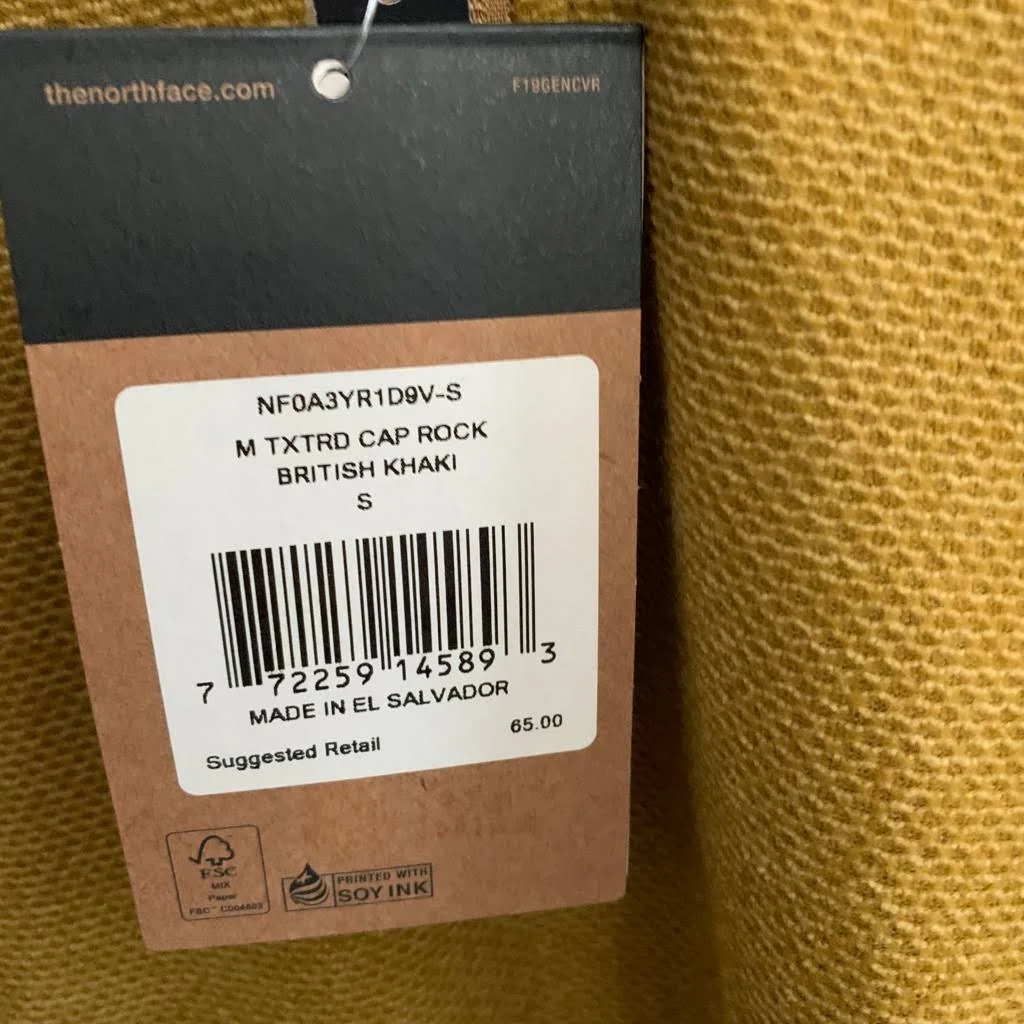 thenorthface.com
F19GENCVR
NF0A3YR1D9V-S
M TXTRD CAP ROCK
BRITISH KHAKI
S
7 72259 14589 3
MADE IN EL SALVADOR
Suggested Retail 65.00
FSC
MIX
Paper
PRINTED WITH
SOY INK